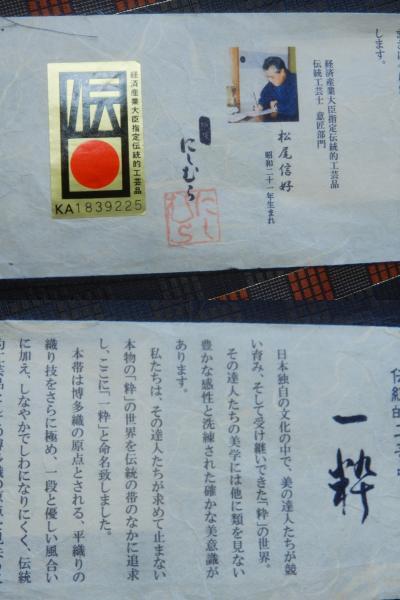 します。
経済産業大臣指定伝統的工芸品
伝統工芸士 意匠部門
松尾信好
昭和二十一年生まれ
にしむら
にしむら
伝
経済産業大臣指定伝統的工芸品
KA1839225
一粋
日本独自の文化の中で、美の達人たちが競
い育み、そして受け継いできた「粋」の世界。
その達人たちの美学には他に類を見ない
豊かな感性と洗練された確かな美意識が
あります。
私たちは、その達人たちが求めて止まない
本物の「粋」の世界を伝統の帯のなかに追求
し、ここに「一粋」と命名致しました。
本帯は博多織の原点とされる、平織りの
織り技をさらに極め、一段と優しい風合い
に加え、しなやかでしわになりにくく、伝統